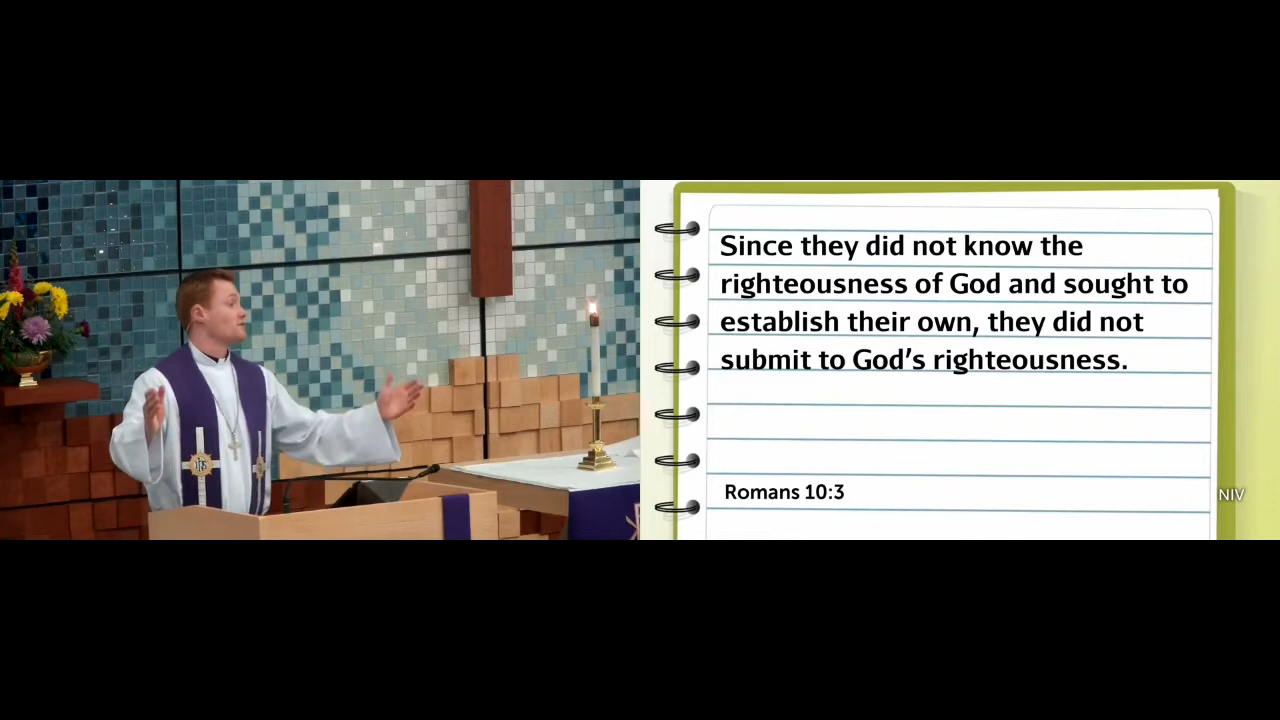 Since they did not know the
righteousness of God and sought to
establish their own, they did not
submit to God's righteousness.
Romans 10:3
NIV
IHS